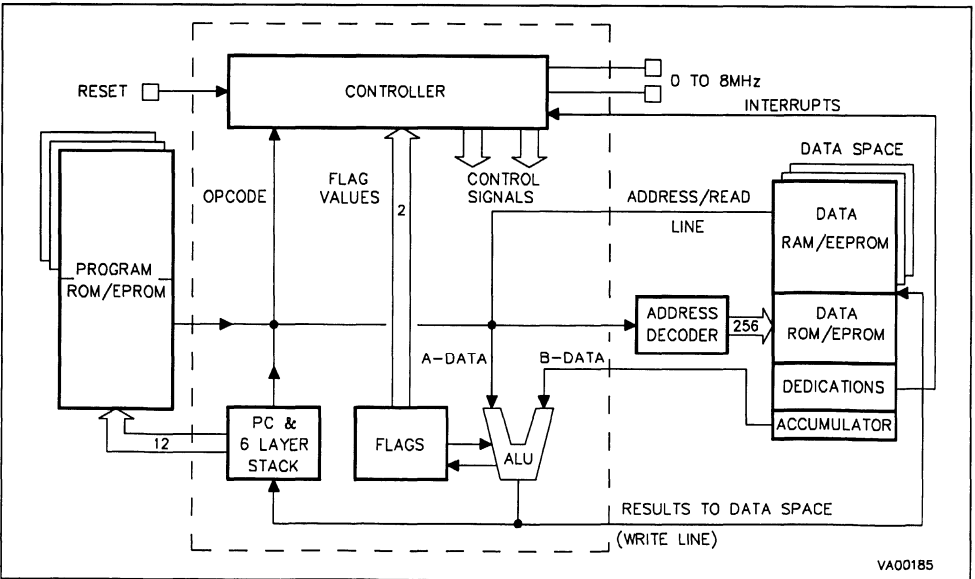 RESET
CONTROLLER
0 TO 8MHz
INTERRUPTS
OPCODE
FLAG
VALUES
2
CONTROL
SIGNALS
ADDRESS/READ
LINE
DATA SPACE
DATA
RAM/EEPROM
PROGRAM
ROM/EPROM
ADDRESS
DECODER
256
DATA
ROM/EPROM
A-DATA
B-DATA
DEDICATIONS
ACCUMULATOR
12
PC &
6 LAYER
STACK
FLAGS
ALU
RESULTS TO DATA SPACE
(WRITE LINE)
VA00185